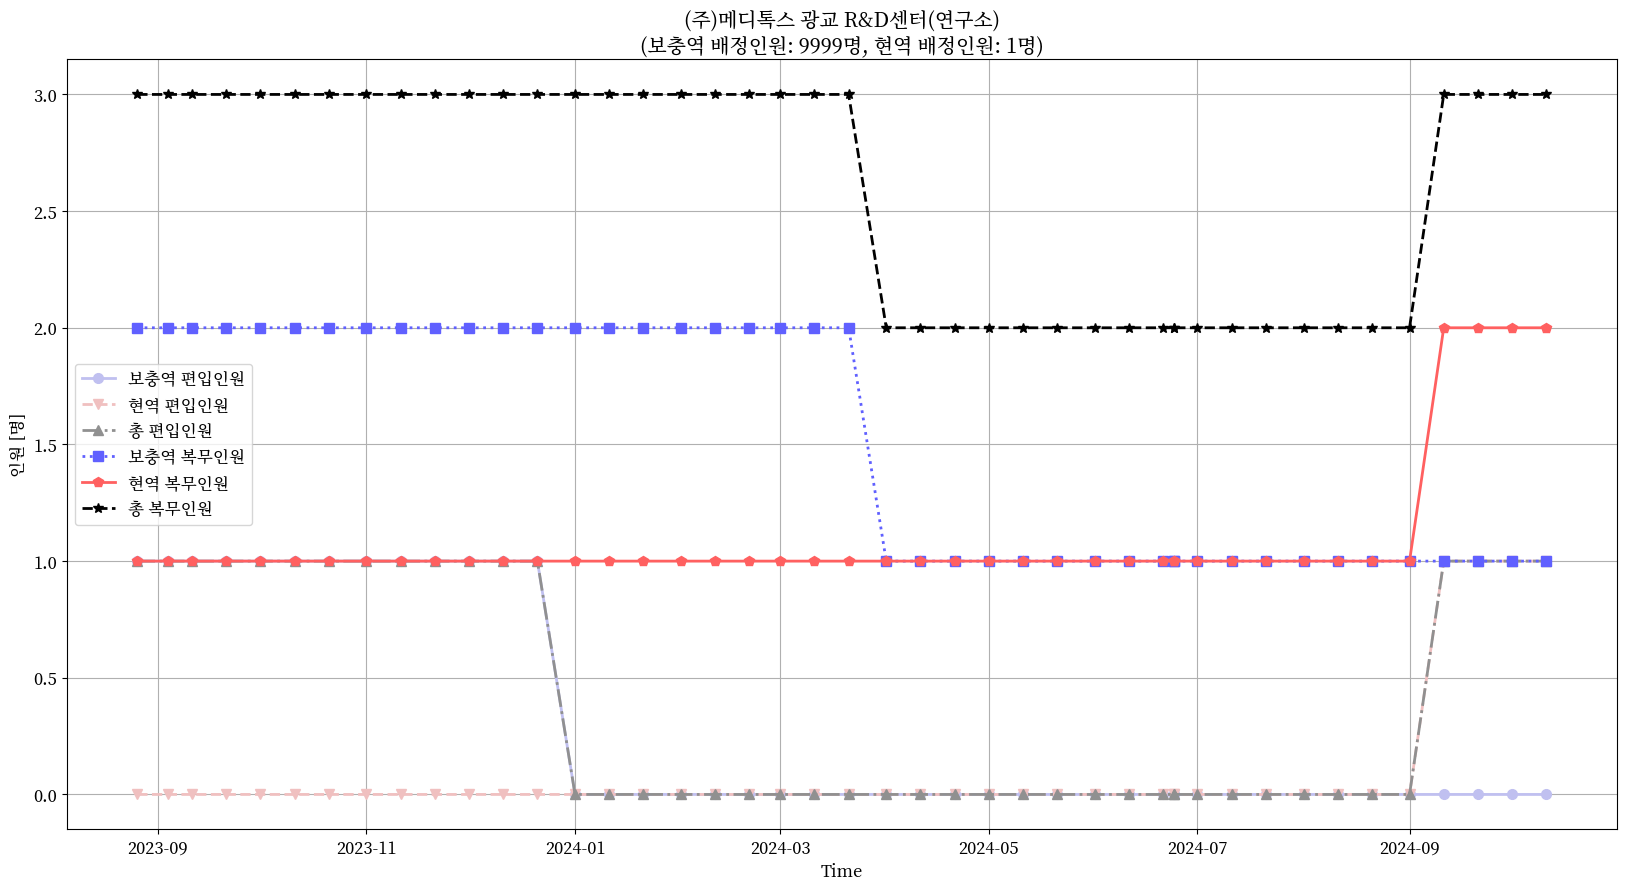 (주)메디톡스 광교 R&D센터(연구소)
(보충역 배정인원: 9999명, 현역 배정인원: 1명)
인원 [명]
3.0
2.5
2.0
1.5
1.0
0.5
0.0
보충역 편입인원
현역 편입인원
총 편입인원
보충역 복무인원
현역 복무인원
총 복무인원
2023-09
2023-11
2024-01
2024-03
2024-05
2024-07
2024-09
Time